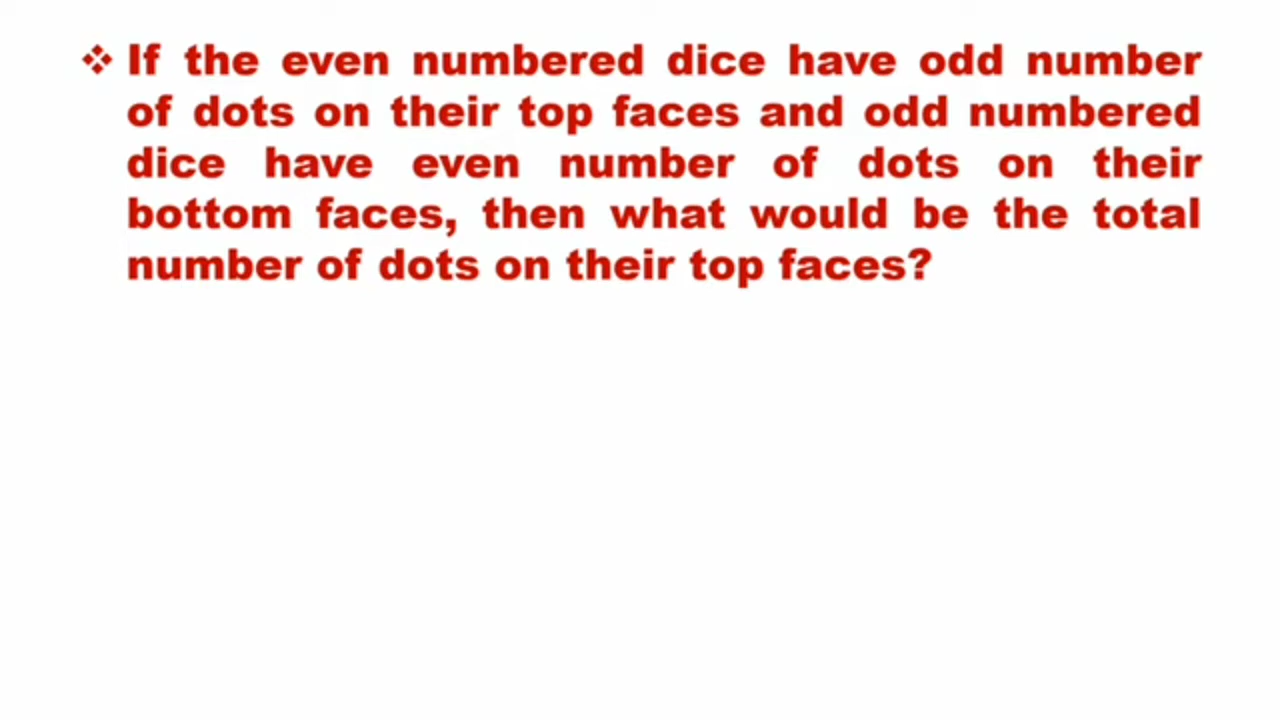 ❖ If the even numbered dice have odd number
of dots on their top faces and odd numbered
dice have even number of dots on their
bottom faces, then what would be the total
number of dots on their top faces?